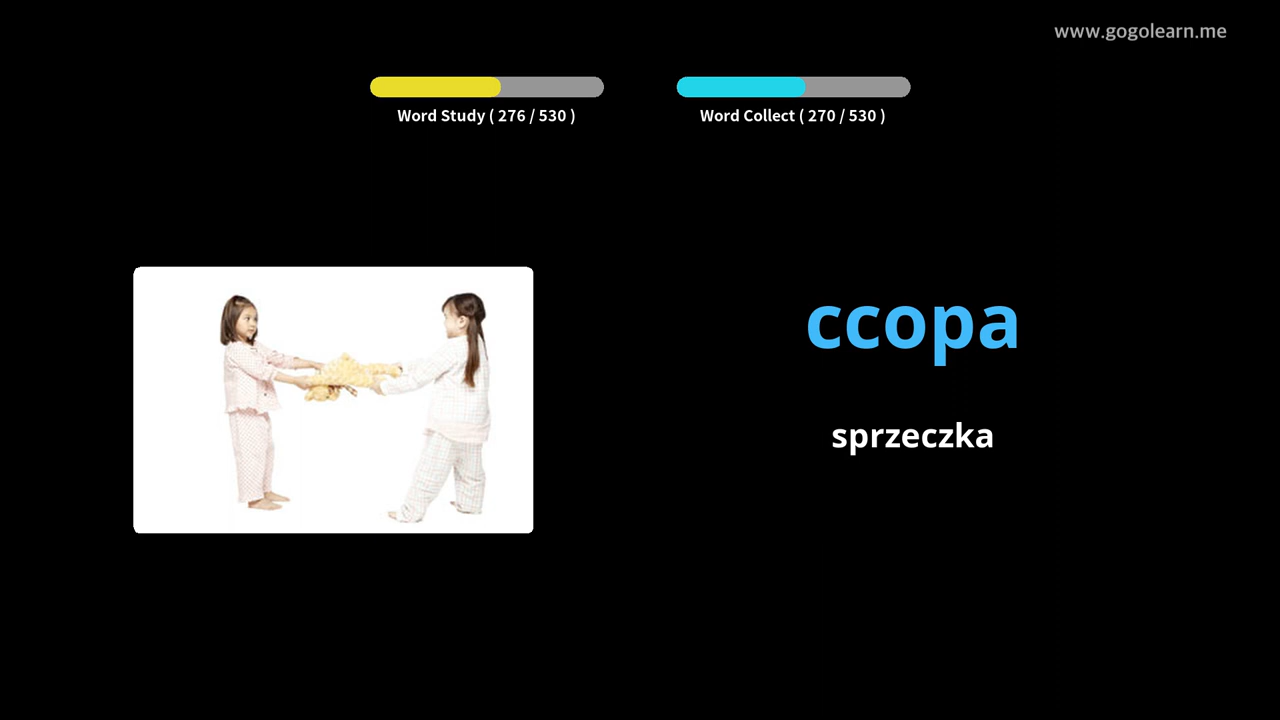 www.gogolearn.me
Word Study ( 276 / 530 )
Word Collect ( 270 / 530 )
ссора
sprzeczka